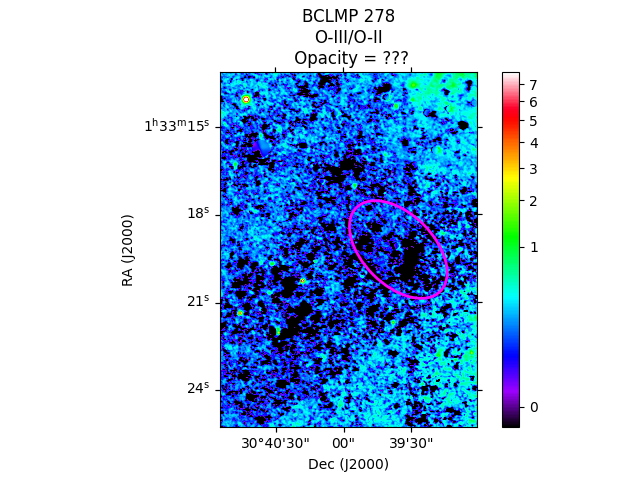 BCLMP 278
O-III/O-II
Opacity = ???
1ʰ33ᵐ15ˢ
18ˢ
21ˢ
24ˢ
RA (J2000)
30°40'30" 00" 39'30"
Dec (J2000)
7
6
5
4
3
2
1
0